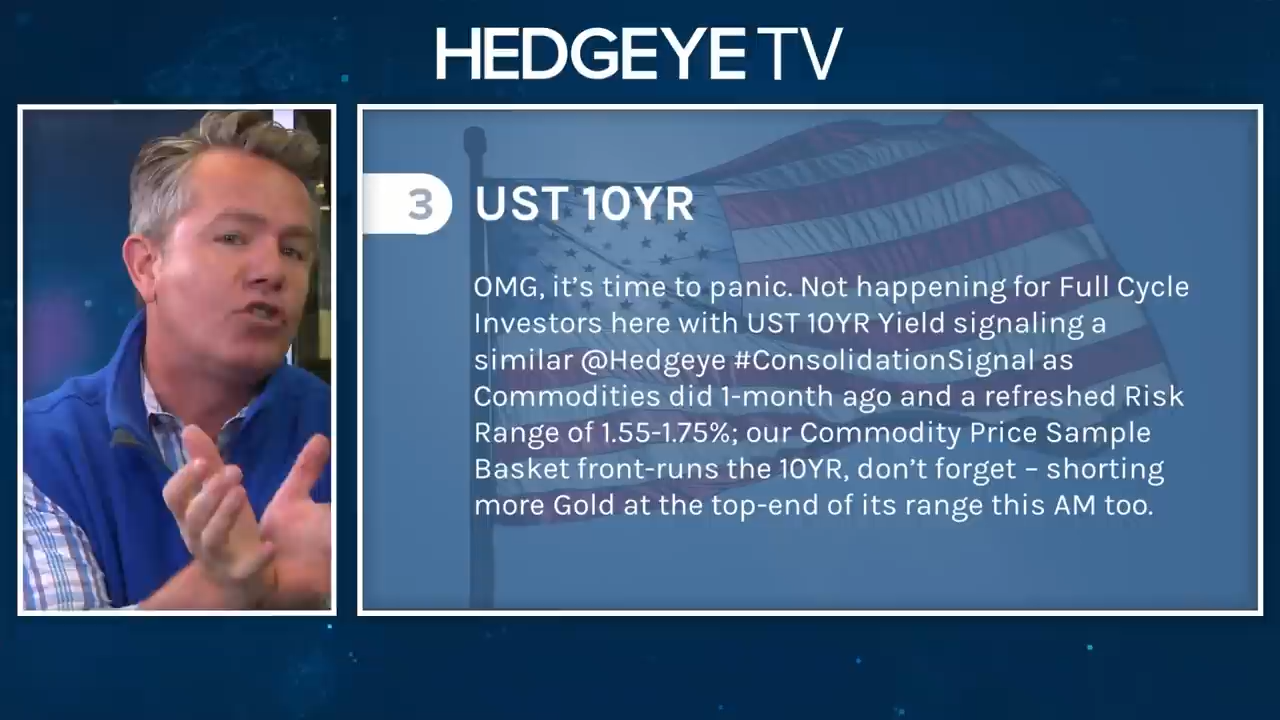 HEDGEYE TV
3
UST 10YR
OMG, it's time to panic. Not happening for Full Cycle
Investors here with UST 10YR Yield signaling a
similar @Hedgeye #ConsolidationSignal as
Commodities did 1-month ago and a refreshed Risk
Range of 1.55-1.75%; our Commodity Price Sample
Basket front-runs the 10YR, don't forget – shorting
more Gold at the top-end of its range this AM too.